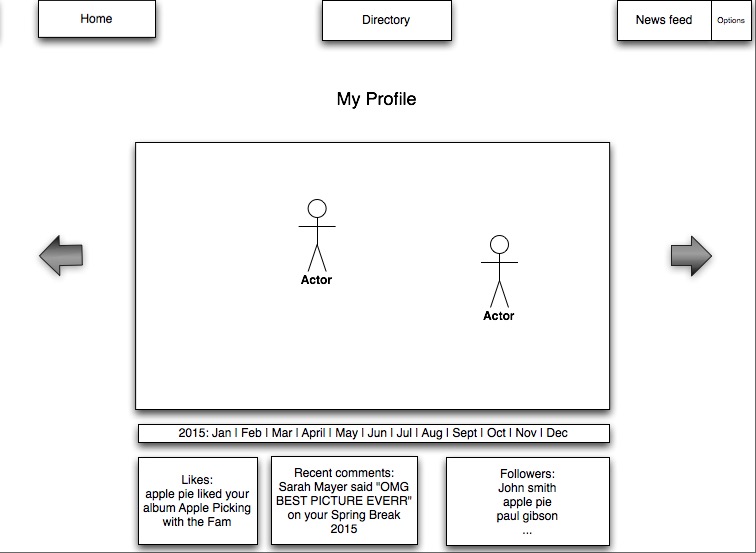 Home
Directory
News feed
Options
My Profile
Actor
Actor
2015: Jan | Feb | Mar | April | May | Jun | Jul | Aug | Sept | Oct | Nov | Dec
Likes:
apple pie liked your
album Apple Picking
with the Fam
Recent comments:
Sarah Mayer said "OMG
BEST PICTURE EVERR"
on your Spring Break
2015
Followers:
John smith
apple pie
paul gibson
...